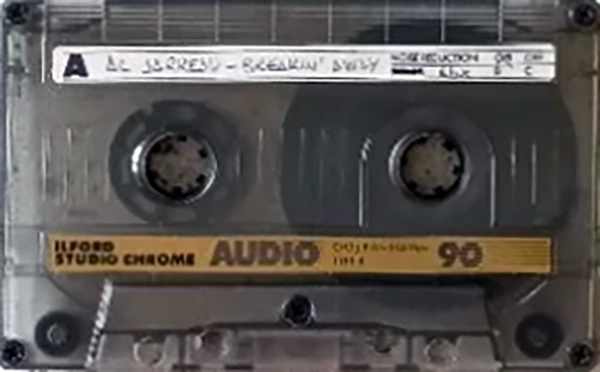 A AL JARREAU - BREAKIN' AWAY NOISE REDUCTION ON OFF
B C
ILFORD
STUDIO CHROME AUDIO 90